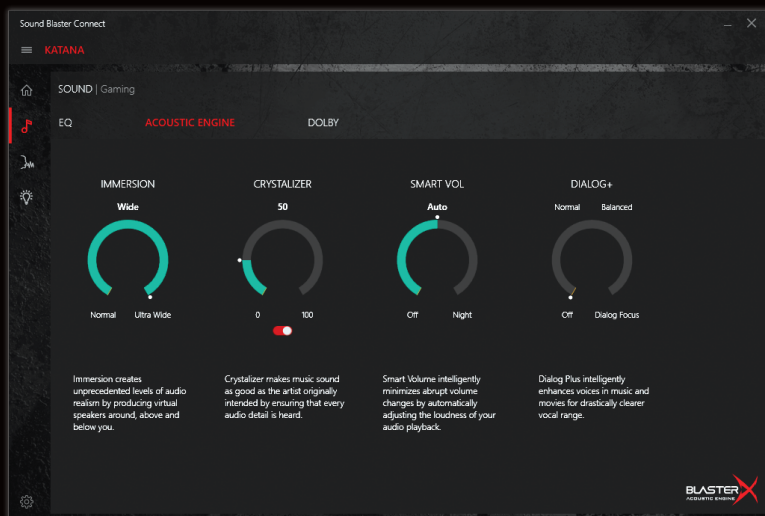 Sound Blaster Connect
KATANA
SOUND | Gaming
EQ ACOUSTIC ENGINE DOLBY
IMMERSION CRYSTALIZER SMART VOL DIALOG+
Wide 50 Auto Normal Balanced
Normal Ultra Wide 0 100 Off Night Off Dialog Focus
Immersion creates
unprecedented levels of audio
realism by producing virtual
speakers around, above and
below you.
Crystalizer makes music sound
as good as the artist originally
intended by ensuring that every
audio detail is heard.
Smart Volume intelligently
minimizes abrupt volume
changes by automatically
adjusting the loudness of your
audio playback.
Dialog Plus intelligently
enhances voices in music and
movies for drastically clearer
vocal range.
BLASTERX
ACOUSTIC ENGINE